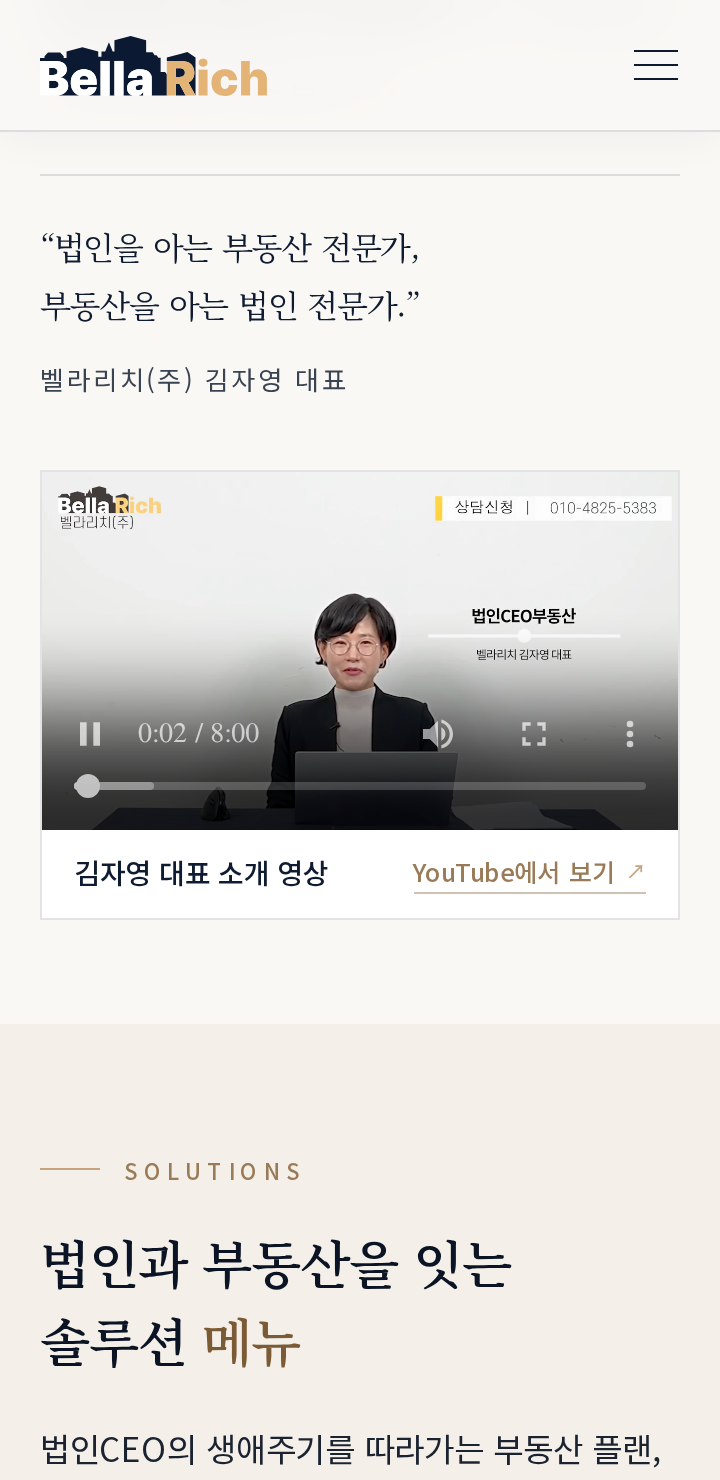 Bella Rich
“법인을 아는 부동산 전문가,
부동산을 아는 법인 전문가.”
벨라리치(주) 김자영 대표
Bella Rich
벨라리치(주)
상담신청 | 010-4825-5383
법인CEO부동산
벨라리치 김자영 대표
0:02 / 8:00
김자영 대표 소개 영상
YouTube에서 보기 ↗
SOLUTIONS
법인과 부동산을 잇는
솔루션 메뉴
법인CEO의 생애주기를 따라가는 부동산 플랜,